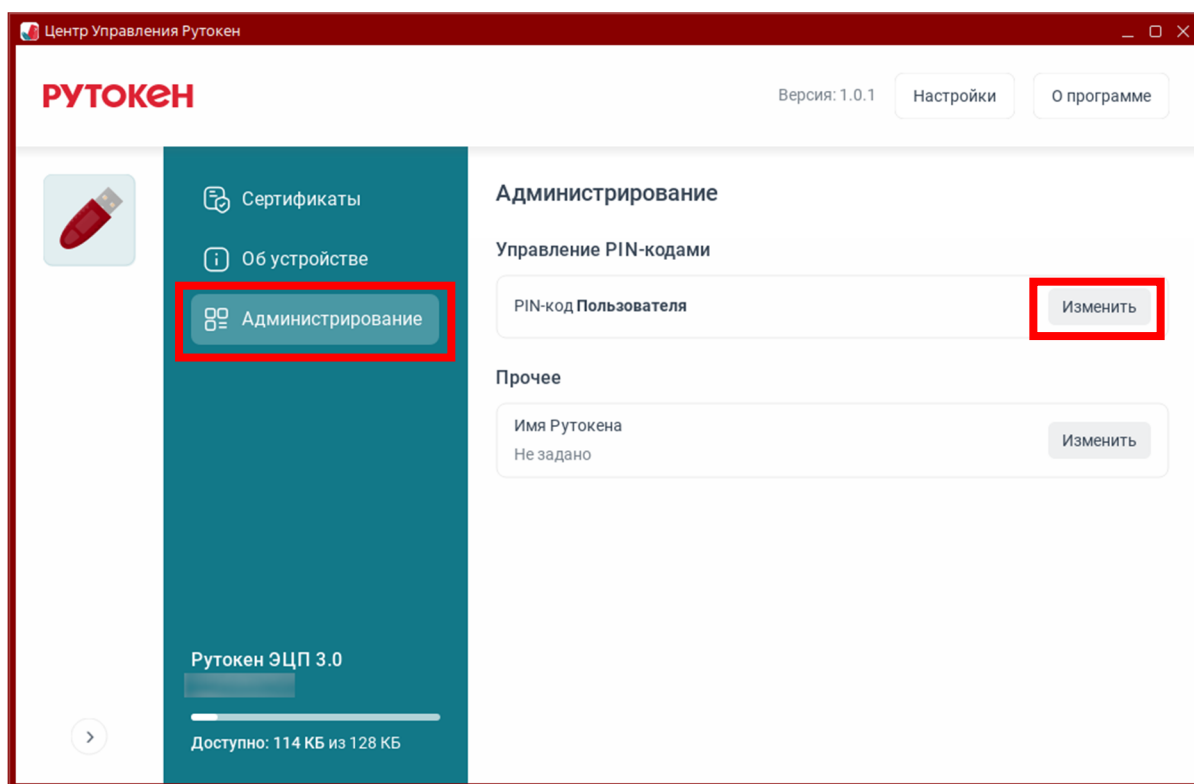 Центр Управления Рутокен
РУТОКЕН
Версия: 1.0.1
Настройки
О программе
Сертификаты
Об устройстве
Администрирование
Рутокен ЭЦП 3.0
Доступно: 114 КБ из 128 КБ
Администрирование
Управление PIN-кодами
PIN-код Пользователя
Изменить
Прочее
Имя Рутокена
Не задано
Изменить